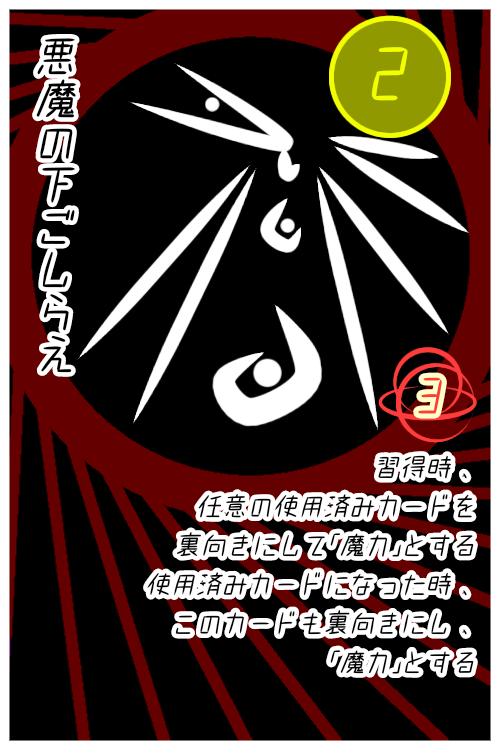 悪魔の下ごしらえ
2
3
習得時、
任意の使用済みカードを
裏向きにして「魔力」とする
使用済みカードになった時、
このカードも裏向きにし、
「魔力」とする